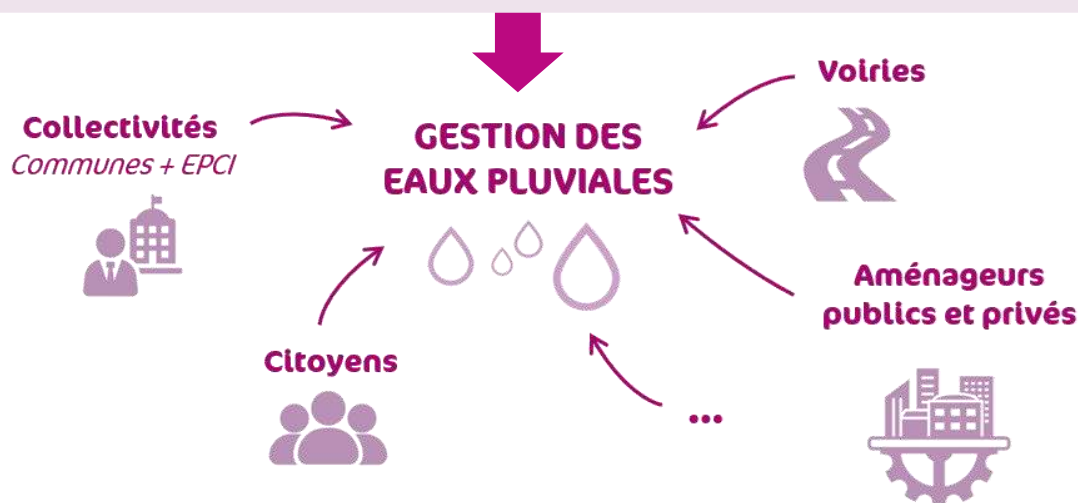 Voiries
Collectivités
Communes + EPCI
GESTION DES
EAUX PLUVIALES
Aménageurs
publics et privés
Citoyens
...